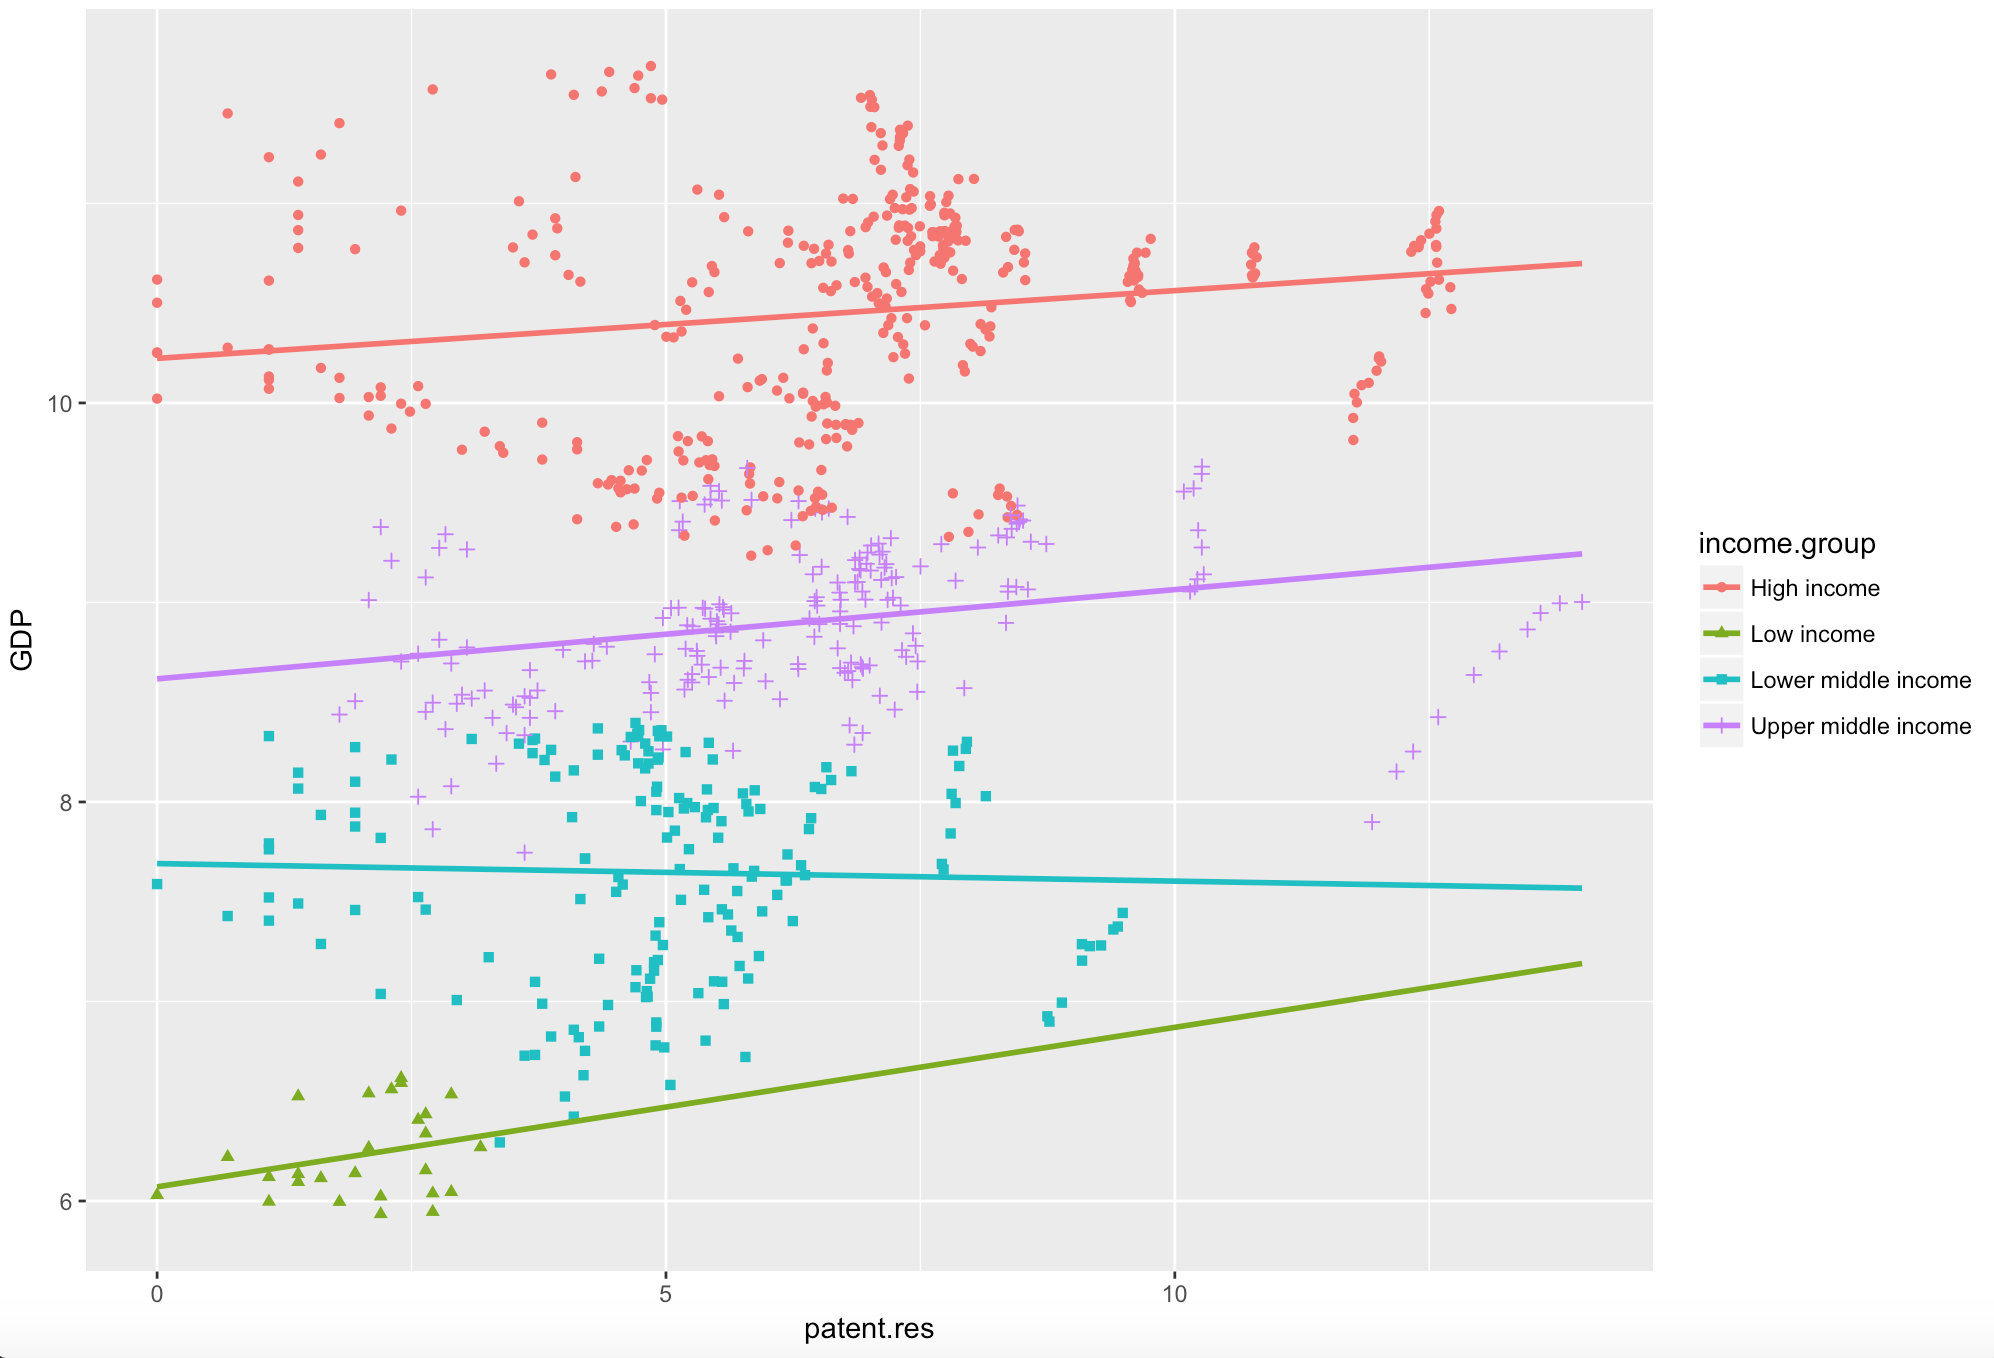 GDP
10
8
6
0 5 10
patent.res
income.group
High income
Low income
Lower middle income
Upper middle income